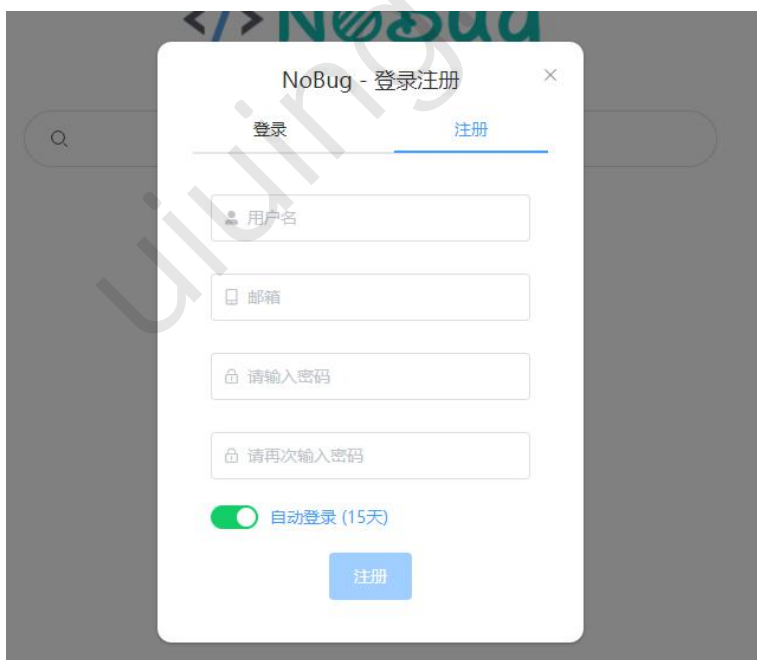 </> NoBug
NoBug - 登录注册
登录
注册
用户名
邮箱
请输入密码
请再次输入密码
自动登录 (15天)
注册